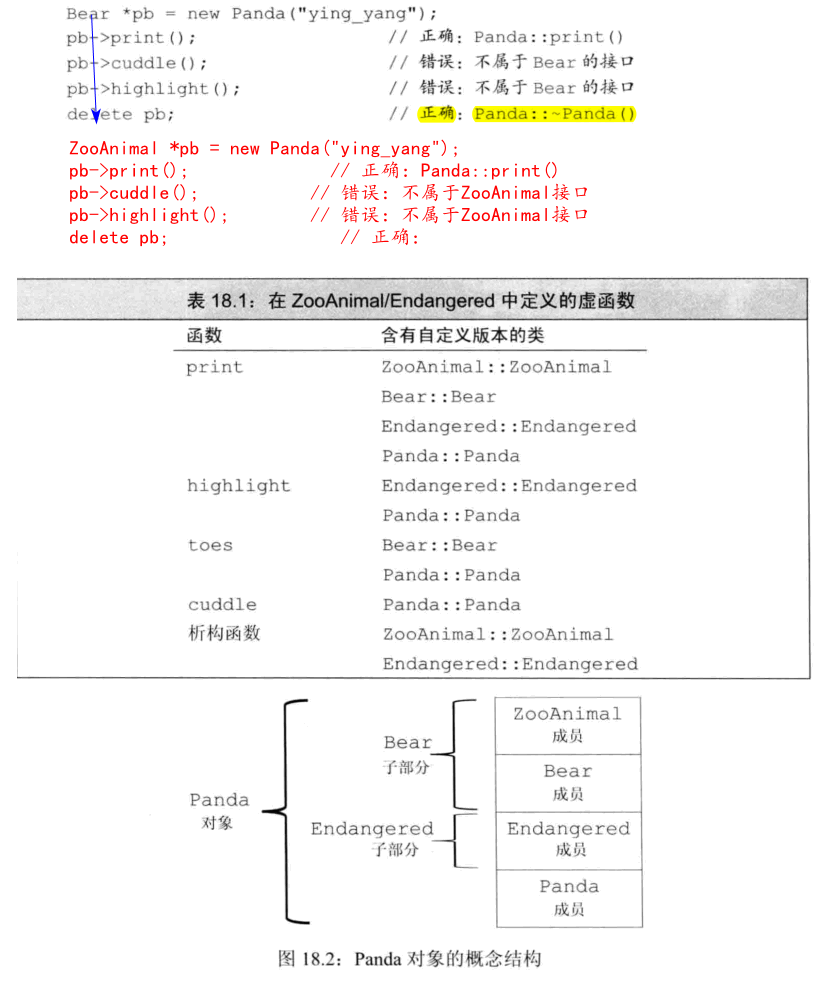 Bear *pb = new Panda("ying_yang");
pb->print(); // 正确: Panda::print()
pb->cuddle(); // 错误: 不属于 Bear 的接口
pb->highlight(); // 错误: 不属于 Bear 的接口
delete pb; // 正确: Panda::~Panda()
ZooAnimal *pb = new Panda("ying_yang");
pb->print(); // 正确: Panda::print()
pb->cuddle(); // 错误: 不属于ZooAnimal接口
pb->highlight(); // 错误: 不属于ZooAnimal接口
delete pb; // 正确:
表 18.1: 在 ZooAnimal/Endangered 中定义的虚函数
函数 含有自定义版本的类
print ZooAnimal::ZooAnimal
Bear::Bear
Endangered::Endangered
Panda::Panda
highlight Endangered::Endangered
Panda::Panda
toes Bear::Bear
Panda::Panda
cuddle Panda::Panda
析构函数 ZooAnimal::ZooAnimal
Endangered::Endangered
ZooAnimal
成员
Bear
子部分
Bear
成员
Panda
对象
Endangered
子部分
Endangered
成员
Panda
成员
图 18.2: Panda 对象的概念结构